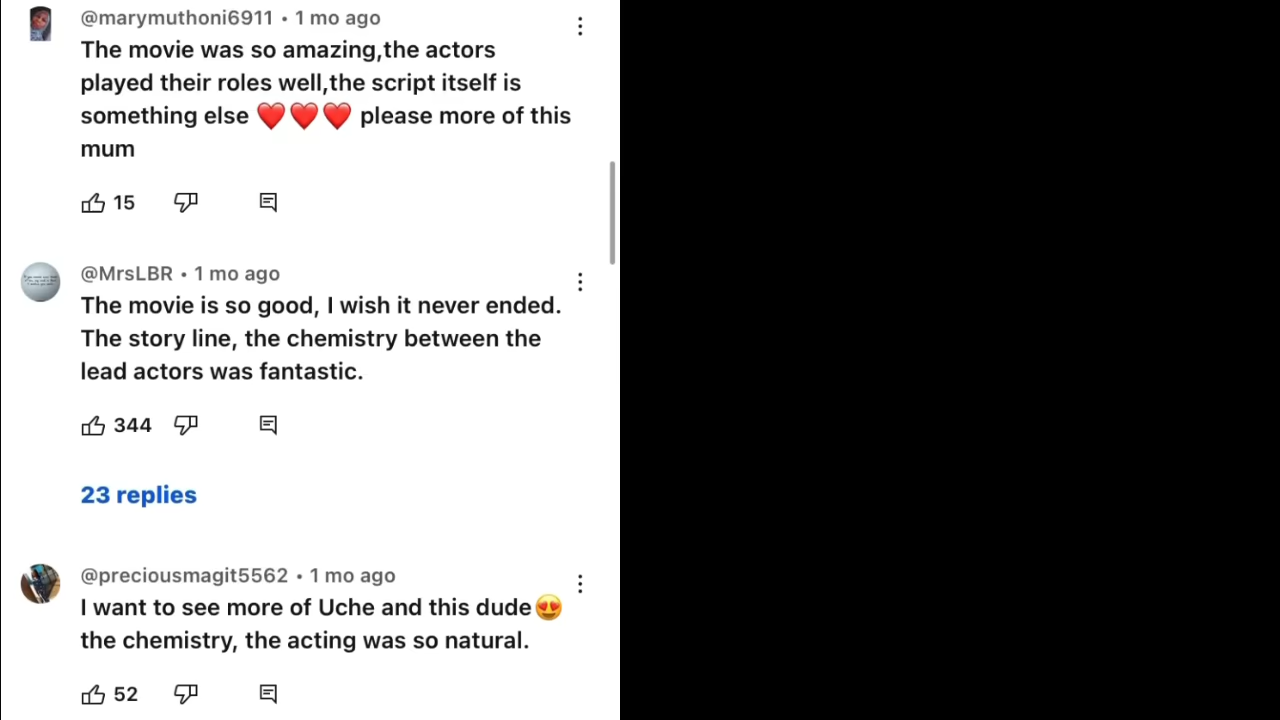 @marymuthoni6911 • 1 mo ago
The movie was so amazing,the actors
played their roles well,the script itself is
something else ❤️❤️❤️ please more of this
mum
15
@MrsLBR • 1 mo ago
The movie is so good, I wish it never ended.
The story line, the chemistry between the
lead actors was fantastic.
344
23 replies
@preciousmagit5562 • 1 mo ago
I want to see more of Uche and this dude😍
the chemistry, the acting was so natural.
52